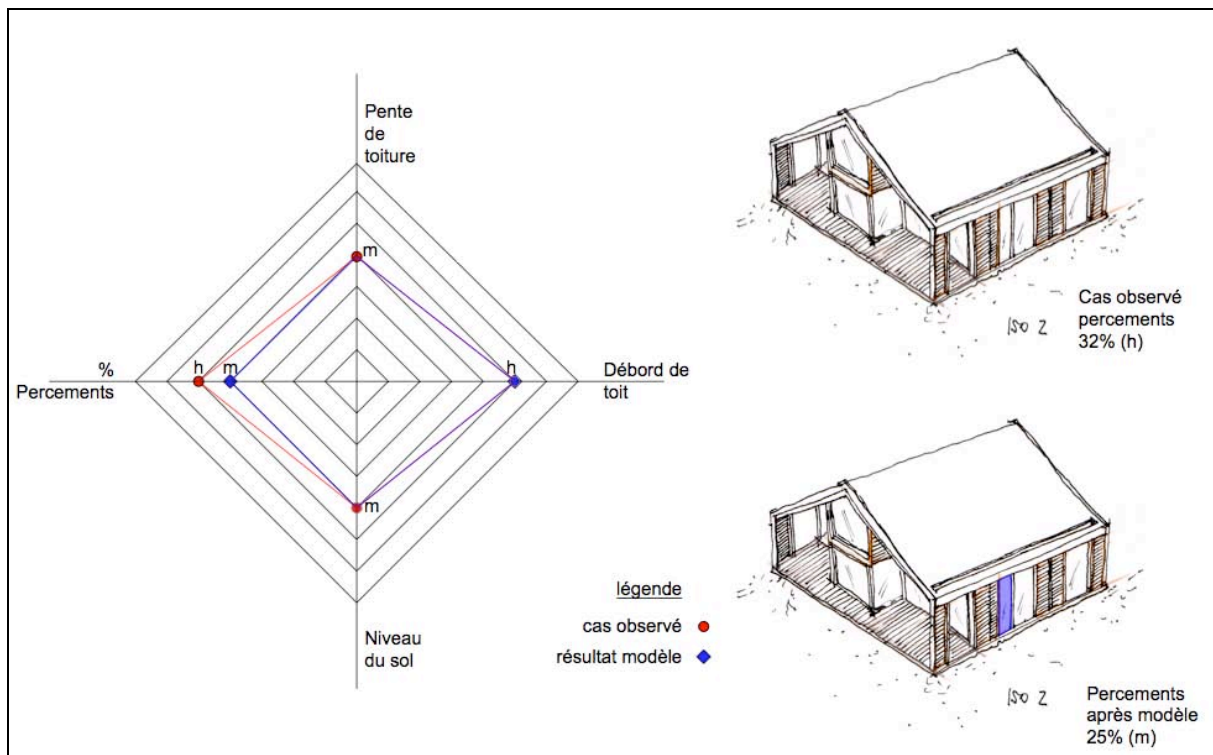 Pente
de
toiture
m
%
Percements
h
m
h
Débord de
toit
m
Niveau
du sol
légende
cas observé
résultat modèle
ISO 2
Cas observé
percements
32% (h)
ISO 2
Percements
après modèle
25% (m)